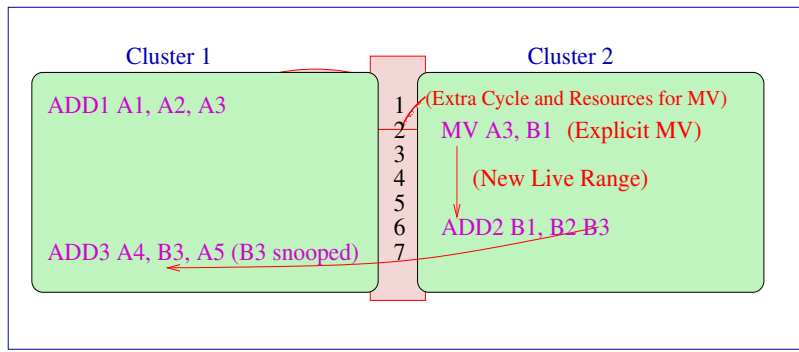 Cluster 1 Cluster 2
ADD1 A1, A2, A3 1 (Extra Cycle and Resources for MV)
2 MV A3, B1 (Explicit MV)
3
4 (New Live Range)
5
6 ADD2 B1, B2 B3
ADD3 A4, B3, A5 (B3 snooped) 7